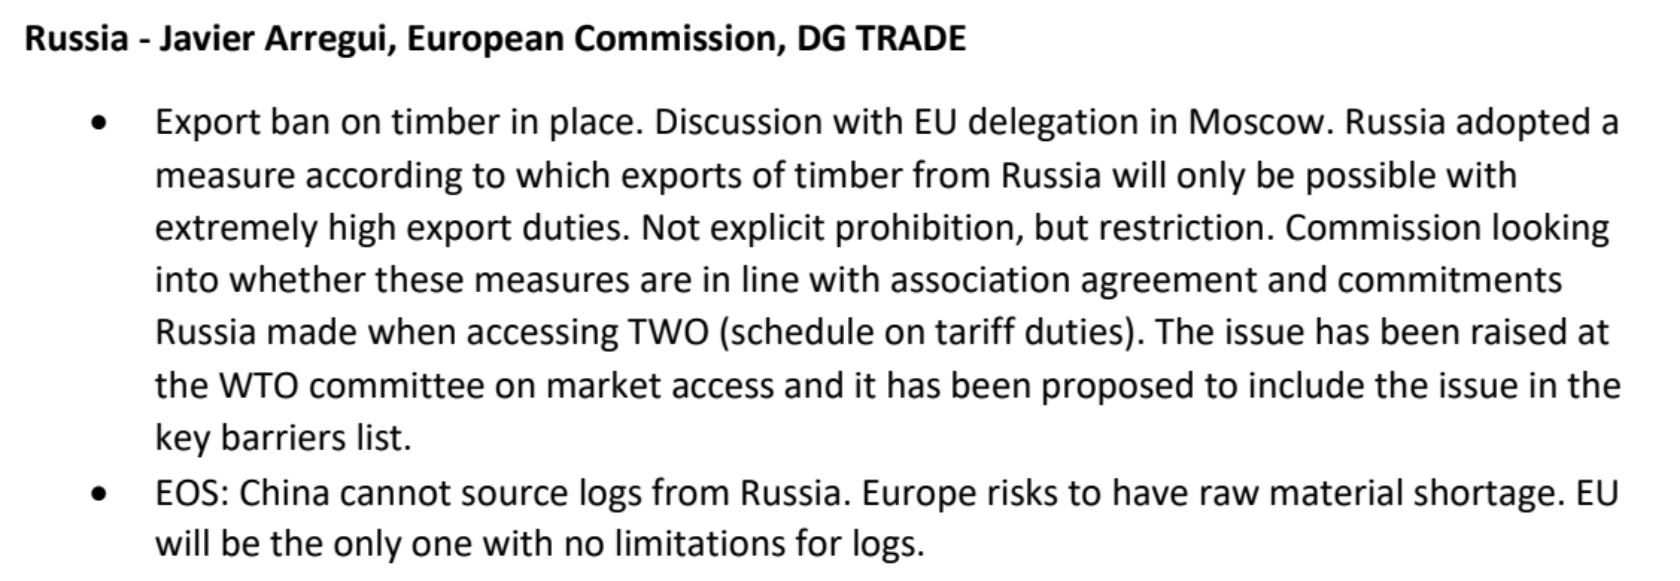 Russia - Javier Arregui, European Commission, DG TRADE
• Export ban on timber in place. Discussion with EU delegation in Moscow. Russia adopted a
measure according to which exports of timber from Russia will only be possible with
extremely high export duties. Not explicit prohibition, but restriction. Commission looking
into whether these measures are in line with association agreement and commitments
Russia made when accessing TWO (schedule on tariff duties). The issue has been raised at
the WTO committee on market access and it has been proposed to include the issue in the
key barriers list.
• EOS: China cannot source logs from Russia. Europe risks to have raw material shortage. EU
will be the only one with no limitations for logs.